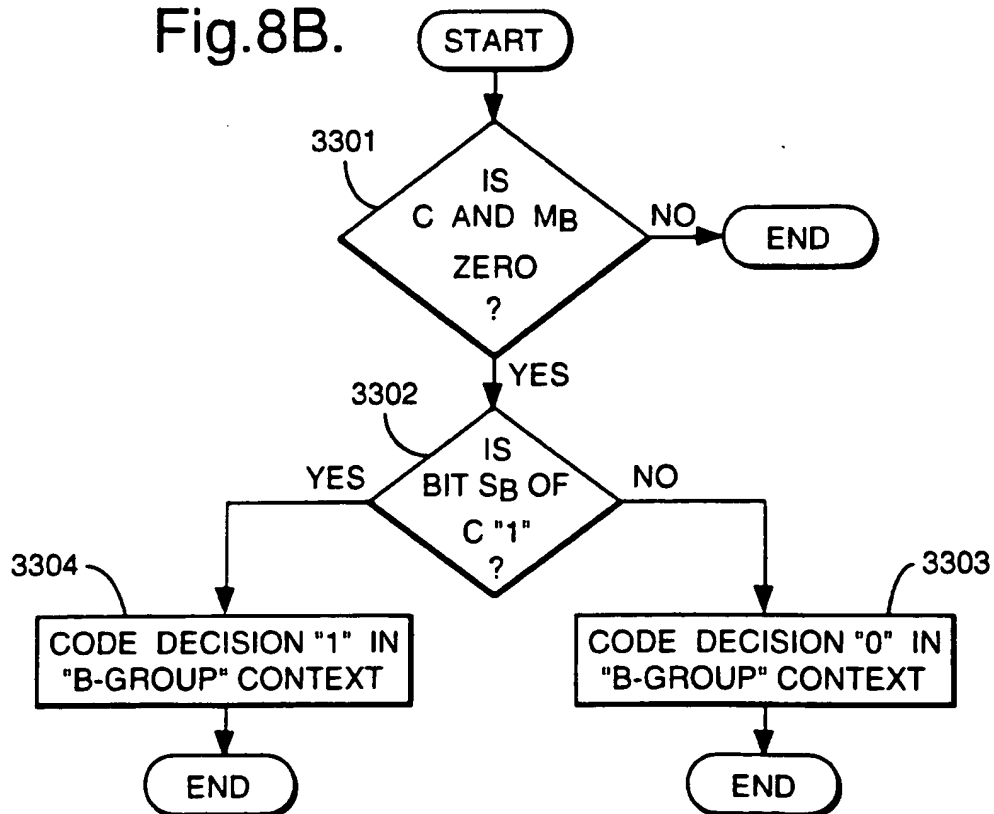 Fig.8B.
START
3301
IS
C AND MB
ZERO
?
NO
END
YES
3302
IS
BIT SB OF
C "1"
?
YES
NO
3304
3303
CODE DECISION "1" IN
"B-GROUP" CONTEXT
CODE DECISION "0" IN
"B-GROUP" CONTEXT
END
END